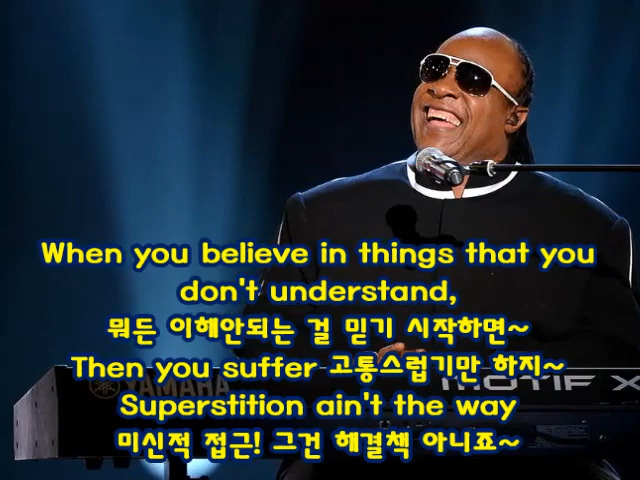 When you believe in things that you
don't understand,
뭐든 이해안되는 걸 믿기 시작하면~
Then you suffer 고통스럽기만 하지~
YAMAHA
MOTIF X
Superstition ain't the way
미신적 접근! 그건 해결책 아니죠~